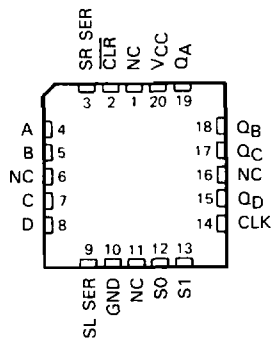 SR SER
CLR
NC
VCC
QA
3 2 1 20 19
A 4
B 5
NC 6
C 7
D 8
18 QB
17 QC
16 NC
15 QD
14 CLK
9 10 11 12 13
SL SER
GND
NC
S0
S1